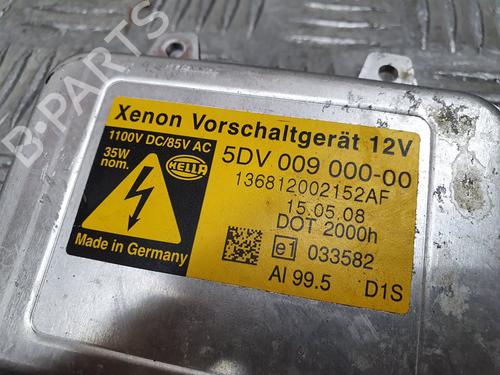 B-PARTS
Xenon Vorschaltgerät 12V
1100V DC/85V AC
35W
nom.
HELLA
5DV 009 000-00
136812002152AF
15.05.08
DOT 2000h
e1 033582
Made in Germany
Al 99.5 D1S